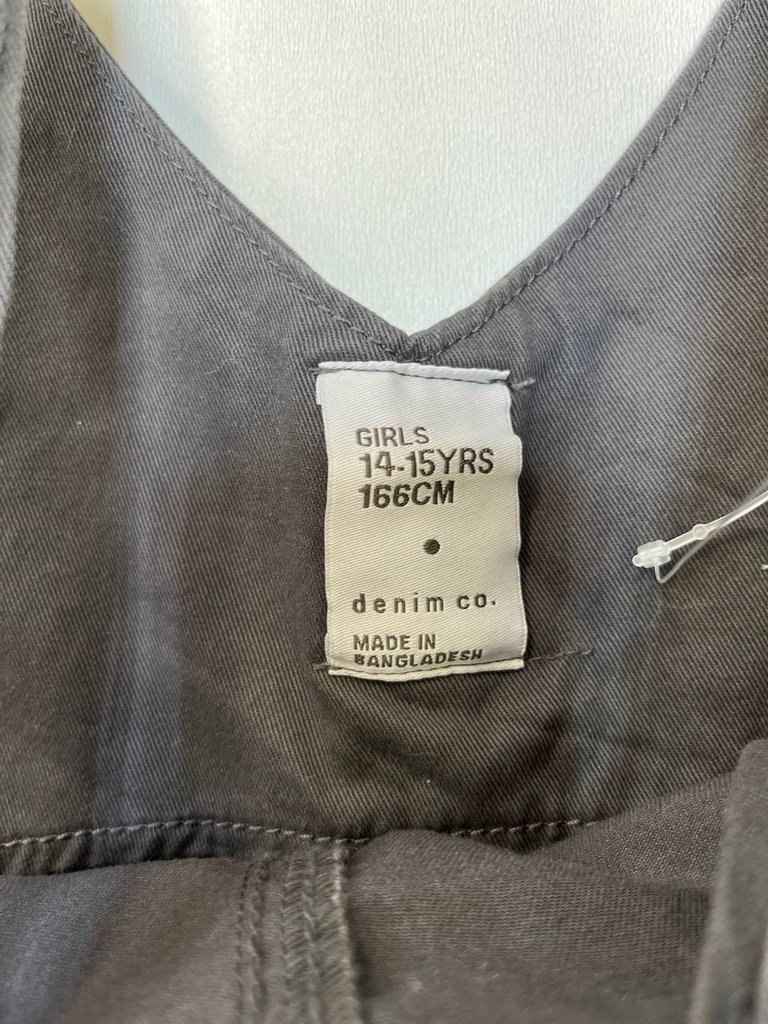 GIRLS
14-15YRS
166CM
denim co.
MADE IN
BANGLADESH